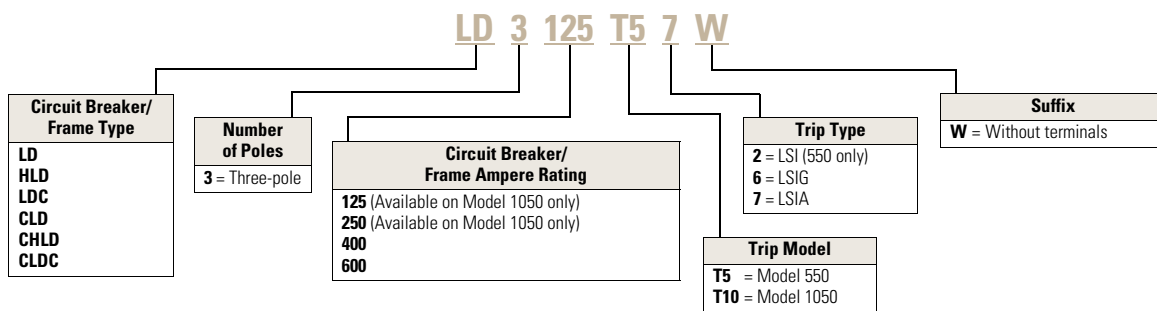 LD 3 125 T5 7 W
Circuit Breaker/
Frame Type
LD
HLD
LDC
CLD
CHLD
CLDC
Number
of Poles
3 = Three-pole
Circuit Breaker/
Frame Ampere Rating
125 (Available on Model 1050 only)
250 (Available on Model 1050 only)
400
600
Trip Model
T5 = Model 550
T10 = Model 1050
Trip Type
2 = LSI (550 only)
6 = LSIG
7 = LSIA
Suffix
W = Without terminals